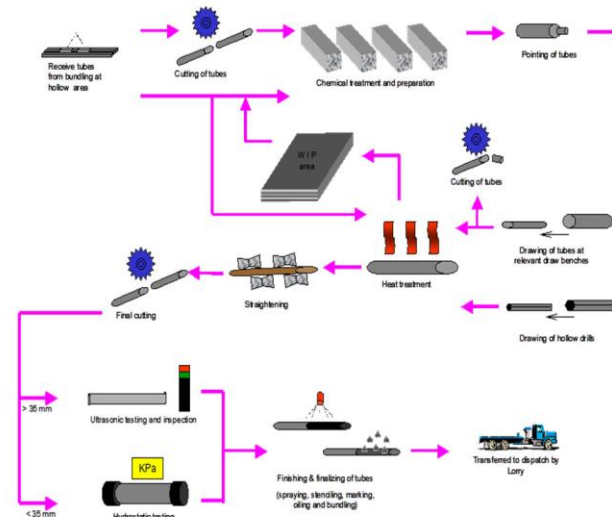 Receive tubes
from bundling at
hollow area
Cutting of tubes
Chemical treatment and preparation
Pointing of tubes
W I P
area
Cutting of tubes
Drawing of tubes at
relevant draw benches
Heat treatment
Straightening
Final cutting
Drawing of hollow drills
> 35 mm
Ultrasonic testing and inspection
KPa
Finishing & finalizing of tubes
(spraying, stendling, marking,
oiling and bundling)
Transferred to dispatch by
Lorry
< 35 mm
Hydrostatic testing